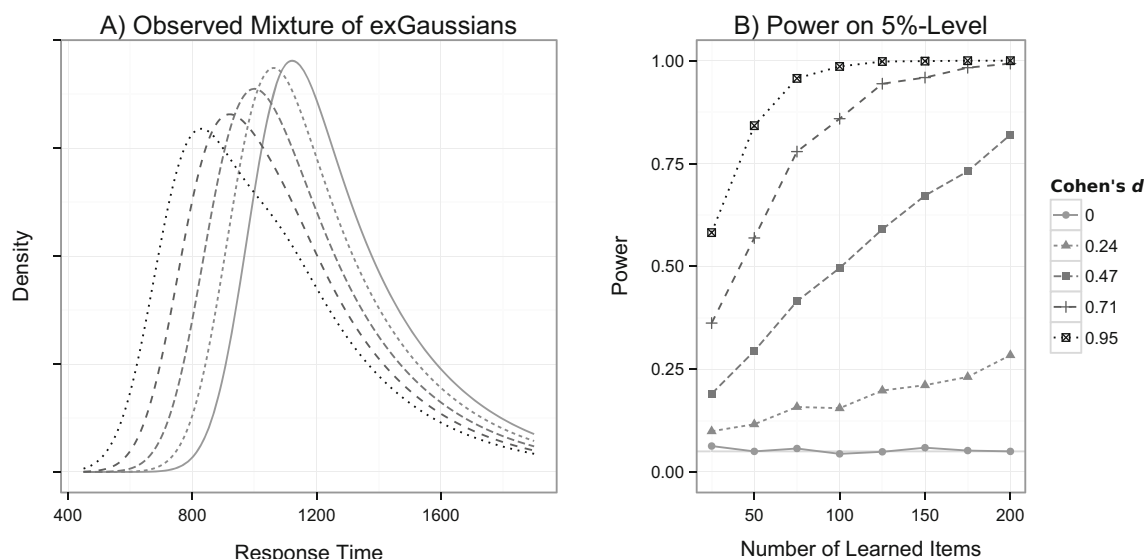 A) Observed Mixture of exGaussians
Density
400
800
1200
1600
Response Time
B) Power on 5%-Level
Power
1.00
0.75
0.50
0.25
0.00
50
100
150
200
Number of Learned Items
Cohen's d
0
0.24
0.47
0.71
0.95